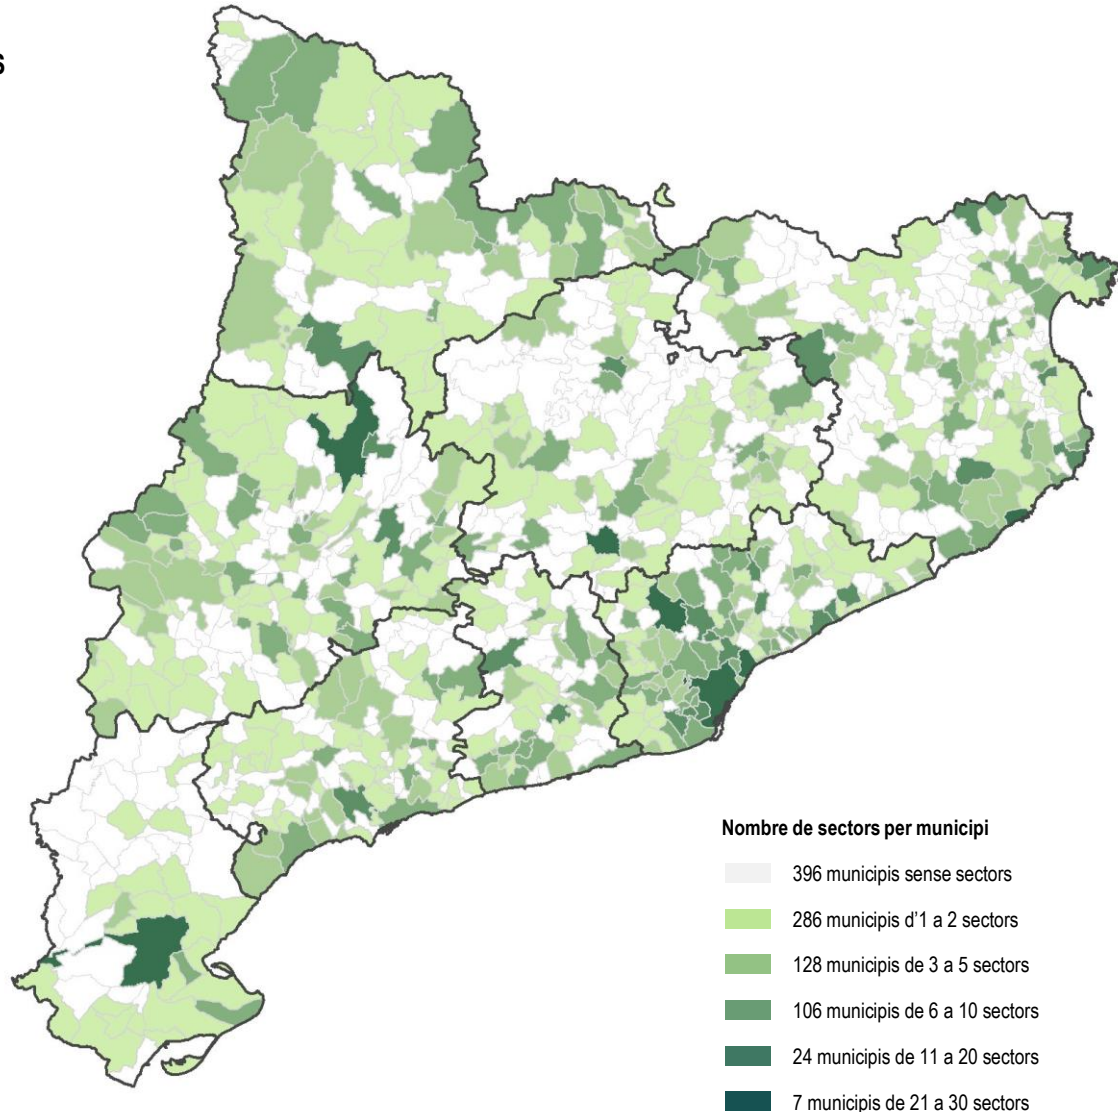 s
Nombre de sectors per municipi
396 municipis sense sectors
286 municipis d'1 a 2 sectors
128 municipis de 3 a 5 sectors
106 municipis de 6 a 10 sectors
24 municipis de 11 a 20 sectors
7 municipis de 21 a 30 sectors